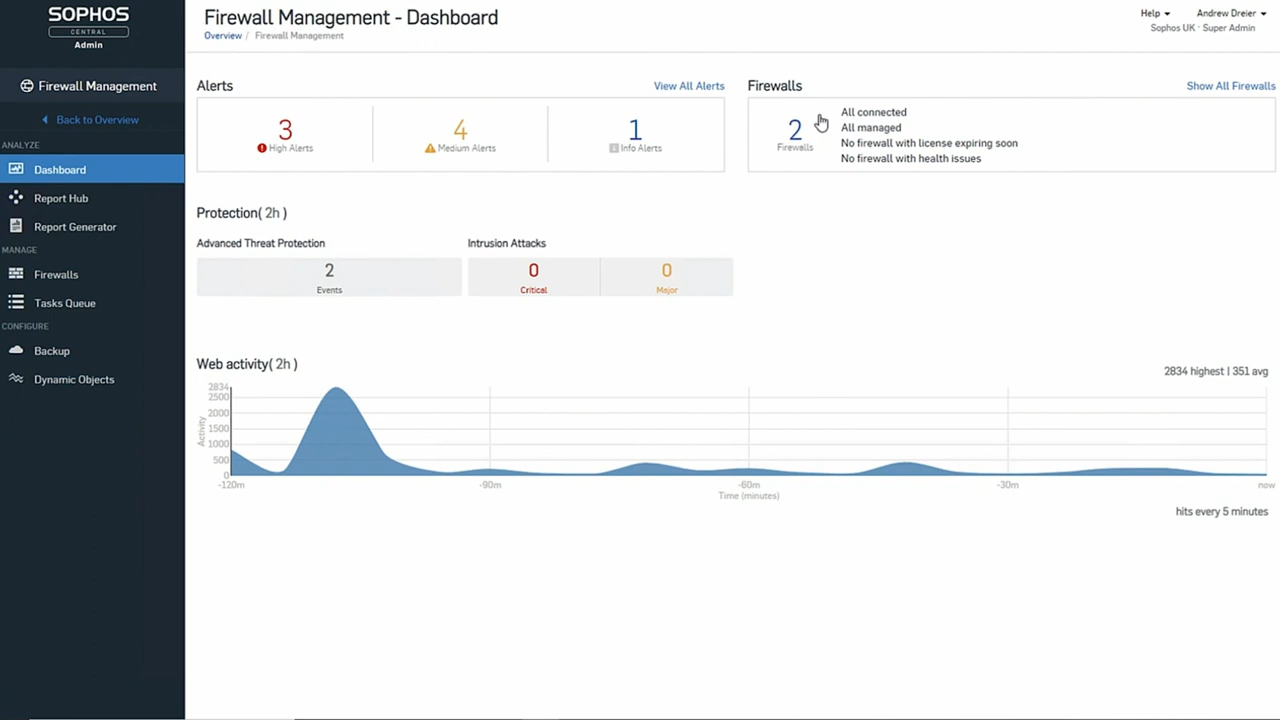 SOPHOS
CENTRAL
Admin
Firewall Management
Back to Overview
ANALYZE
Dashboard
Report Hub
Report Generator
MANAGE
Firewalls
Tasks Queue
CONFIGURE
Backup
Dynamic Objects
Firewall Management - Dashboard
Overview / Firewall Management
Help
Andrew Dreier
Sophos UK · Super Admin
Alerts
View All Alerts
3
High Alerts
4
Medium Alerts
1
Info Alerts
Firewalls
Show All Firewalls
2
Firewalls
All connected
All managed
No firewall with license expiring soon
No firewall with health issues
Protection( 2h )
Advanced Threat Protection
2
Events
Intrusion Attacks
0
Critical
0
Major
Web activity( 2h )
2834 highest | 351 avg
Activity
2834
2500
2000
1500
1000
500
0
-120m
-90m
-60m
-30m
now
Time (minutes)
hits every 5 minutes